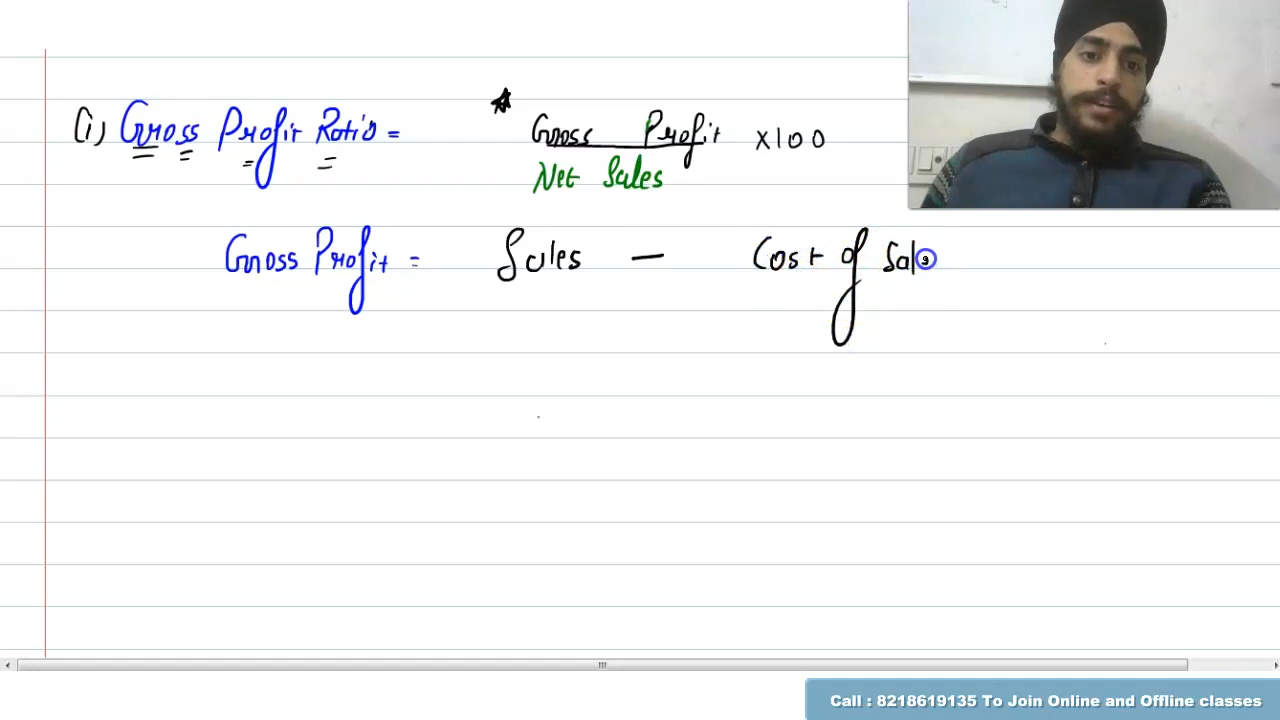 (i) Gross Profit Ratio = Gross Profit X100
Net Sales
Gross Profit = Sales — Cost of Sal
Call : 8218619135 To Join Online and Offline classes